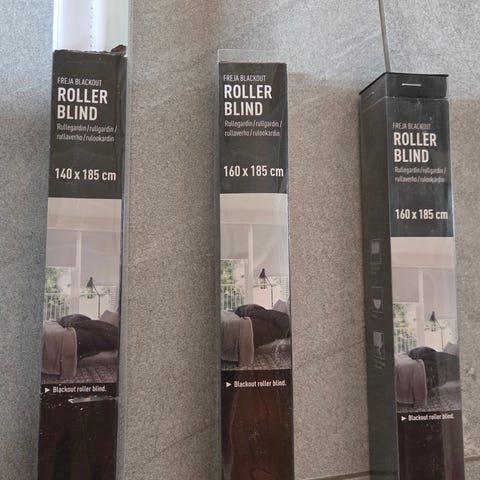 FREJA BLACKOUT
ROLLER
BLIND
Rullegardin/rullgardin/
rullaverho/rulookardin
140 x 185 cm
► Blackout roller blind.
FREJA BLACKOUT
ROLLER
BLIND
Rullegardin/rullgardin/
rullaverho/rulookardin
160 x 185 cm
► Blackout roller blind.
FREJA BLACKOUT
ROLLER
BLIND
Rullegardin/rullgardin/
rullaverho/rulookardin
160 x 185 cm
► Blackout roller blind.